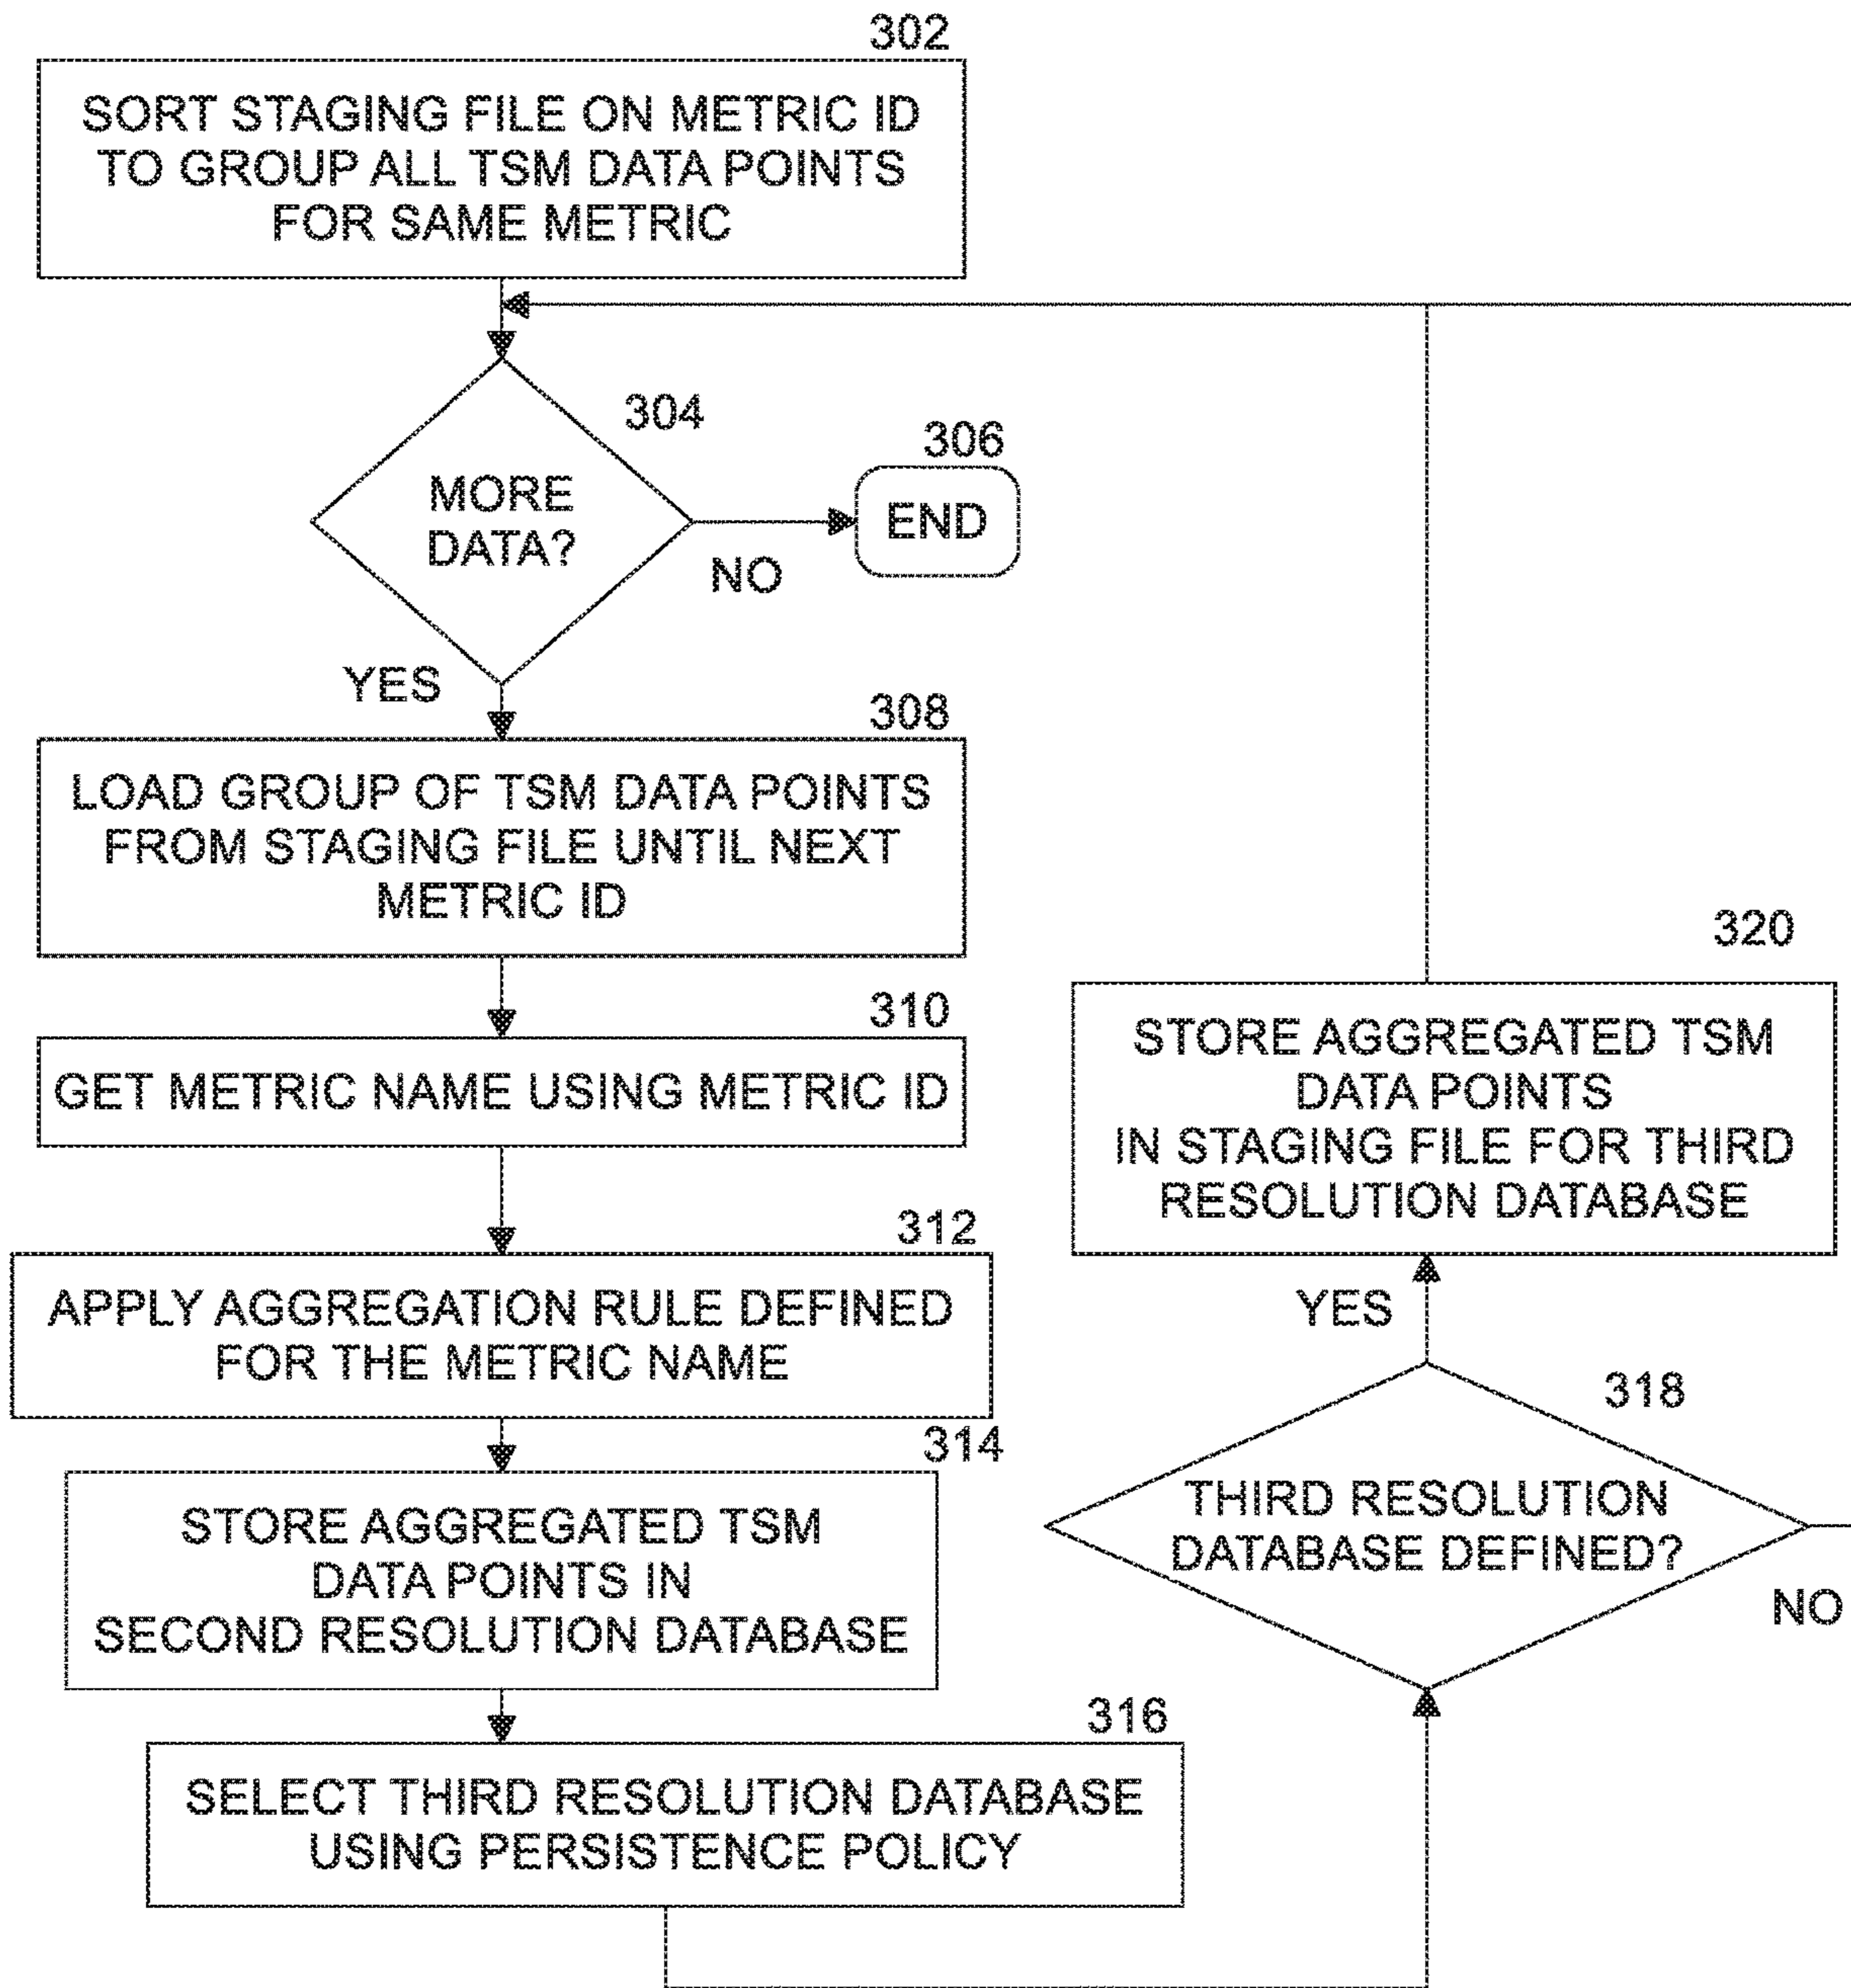 302
SORT STAGING FILE ON METRIC ID
TO GROUP ALL TSM DATA POINTS
FOR SAME METRIC
304
MORE
DATA?
306
END
NO
YES
308
LOAD GROUP OF TSM DATA POINTS
FROM STAGING FILE UNTIL NEXT
METRIC ID
310
GET METRIC NAME USING METRIC ID
312
APPLY AGGREGATION RULE DEFINED
FOR THE METRIC NAME
314
STORE AGGREGATED TSM
DATA POINTS IN
SECOND RESOLUTION DATABASE
316
SELECT THIRD RESOLUTION DATABASE
USING PERSISTENCE POLICY
318
THIRD RESOLUTION
DATABASE DEFINED?
NO
YES
320
STORE AGGREGATED TSM
DATA POINTS
IN STAGING FILE FOR THIRD
RESOLUTION DATABASE